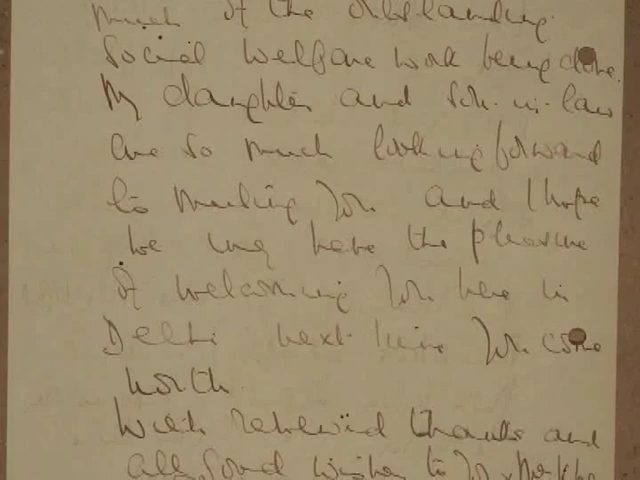 much of the outstanding
social welfare work being done.
My daughter and son-in-law
are so much looking forward
to meeting you and I hope
we may have the pleasure
of welcoming you here in
Delhi next time you come
north.
With renewed thanks and
all good wishes to you